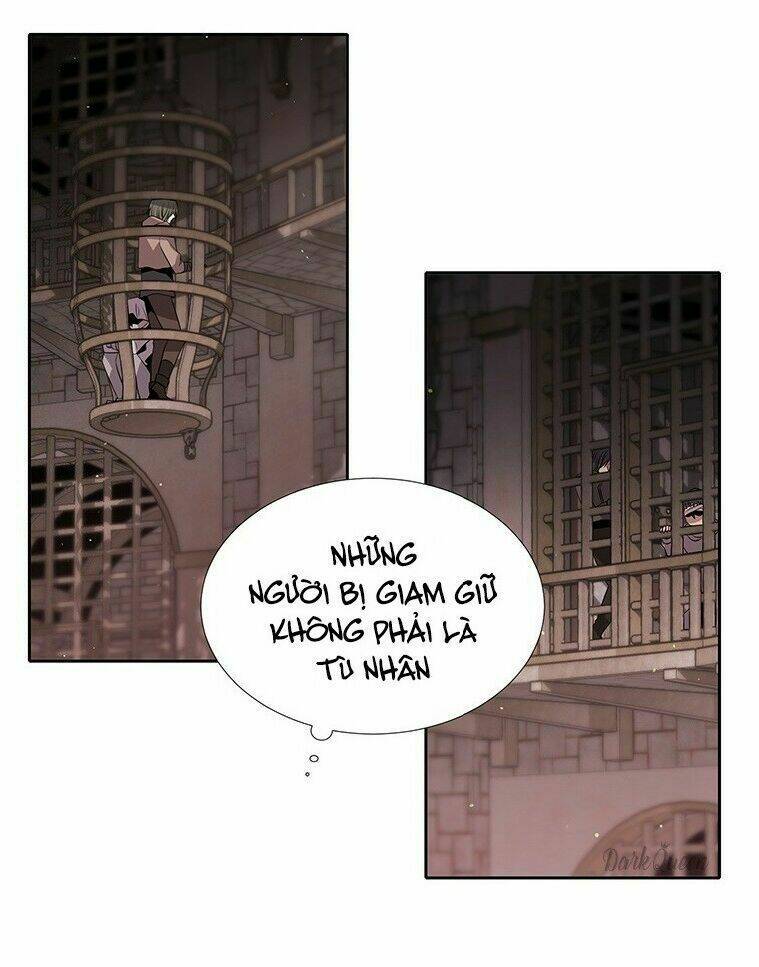 NHỮNG
NGƯỜI BỊ GIAM GIỮ
KHÔNG PHẢI LÀ
TÙ NHÂN
DarkQueen